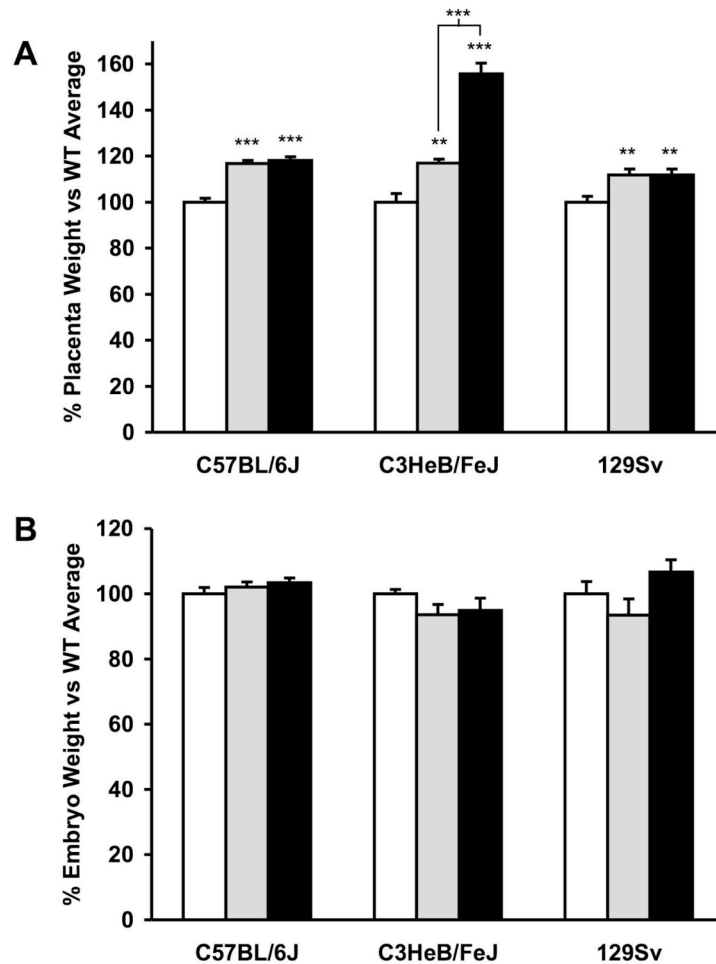 A
% Placenta Weight vs WT Average
160
140
120
100
80
60
40
20
0
***
***
**
***
***
**
**
C57BL/6J
C3HeB/FeJ
129Sv
B
% Embryo Weight vs WT Average
120
100
80
60
40
20
0
C57BL/6J
C3HeB/FeJ
129Sv